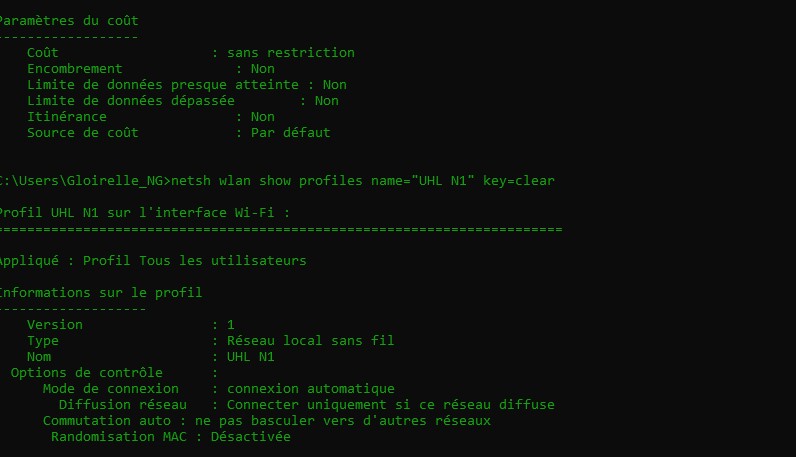 Paramètres du coût
------------------
Coût : sans restriction
Encombrement : Non
Limite de données presque atteinte : Non
Limite de données dépassée : Non
Itinérance : Non
Source de coût : Par défaut
C:\Users\Gloirelle_NG>netsh wlan show profiles name="UHL N1" key=clear
Profil UHL N1 sur l'interface Wi-Fi :
=======================================================================
Appliqué : Profil Tous les utilisateurs
Informations sur le profil
-------------------
Version : 1
Type : Réseau local sans fil
Nom : UHL N1
Options de contrôle :
Mode de connexion : connexion automatique
Diffusion réseau : Connecter uniquement si ce réseau diffuse
Commutation auto : ne pas basculer vers d'autres réseaux
Randomisation MAC : Désactivée